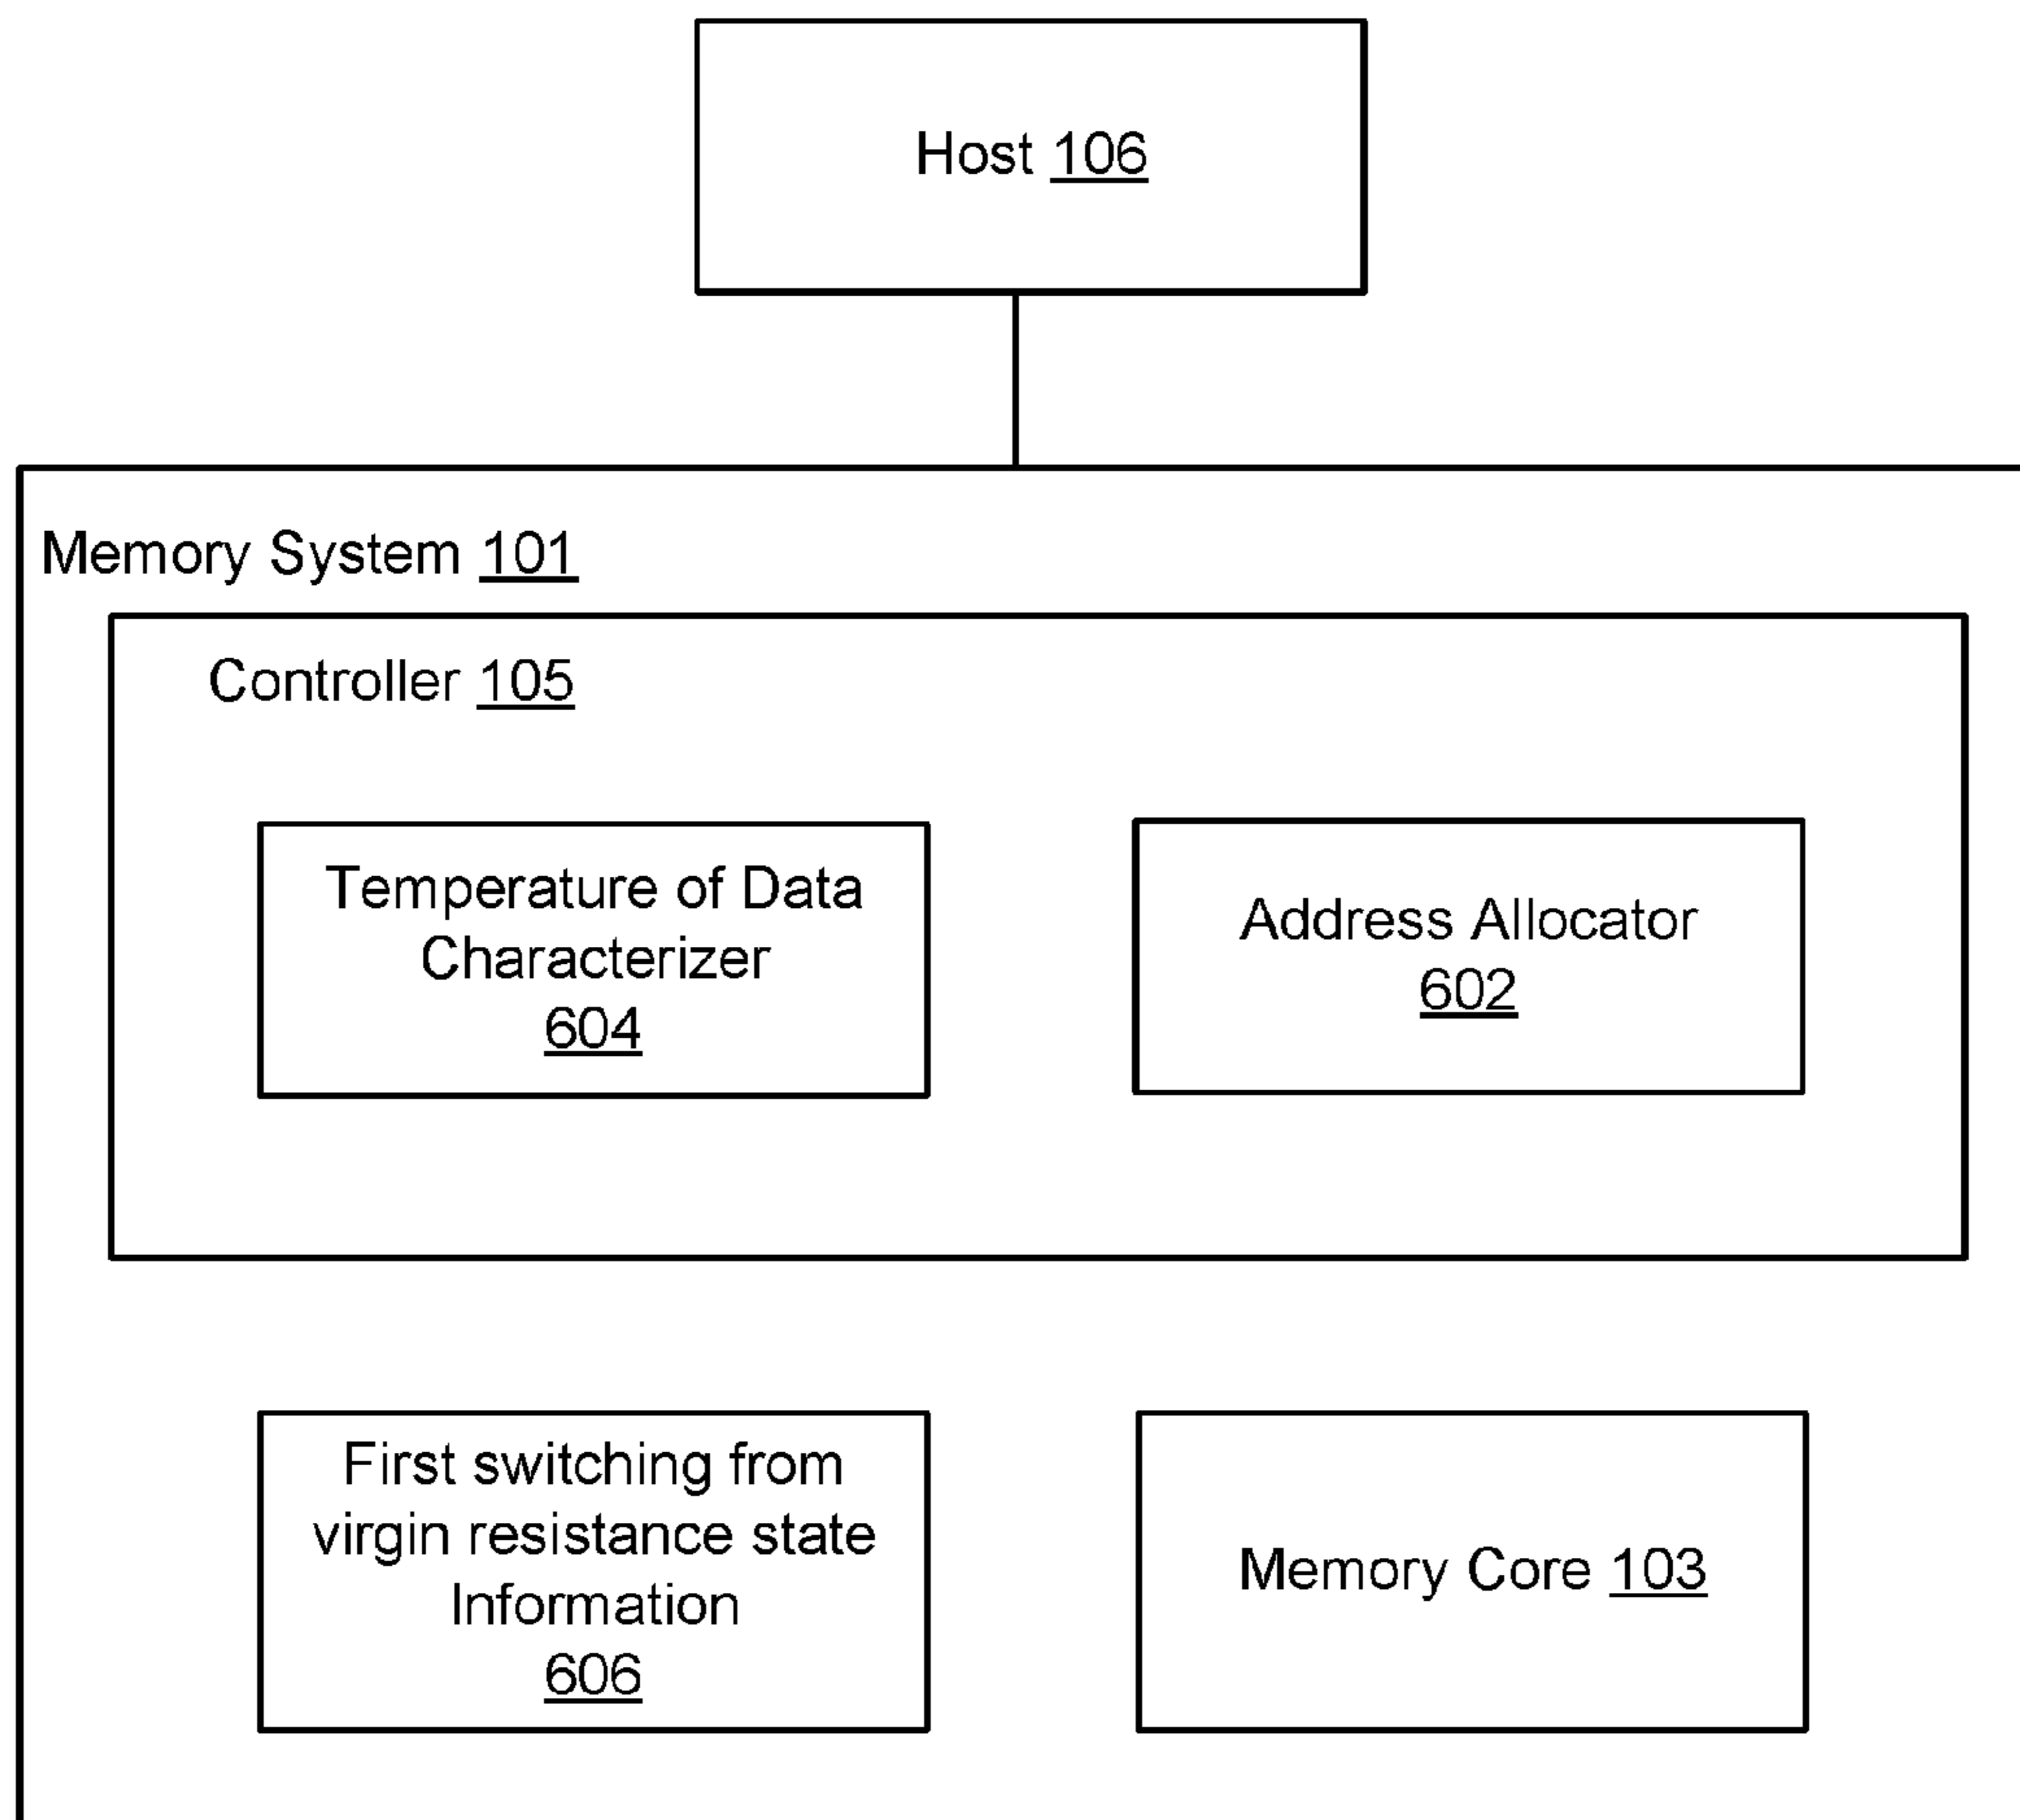 Host 106
Memory System 101
Controller 105
Temperature of Data
Characterizer
604
Address Allocator
602
First switching from
virgin resistance state
Information
606
Memory Core 103